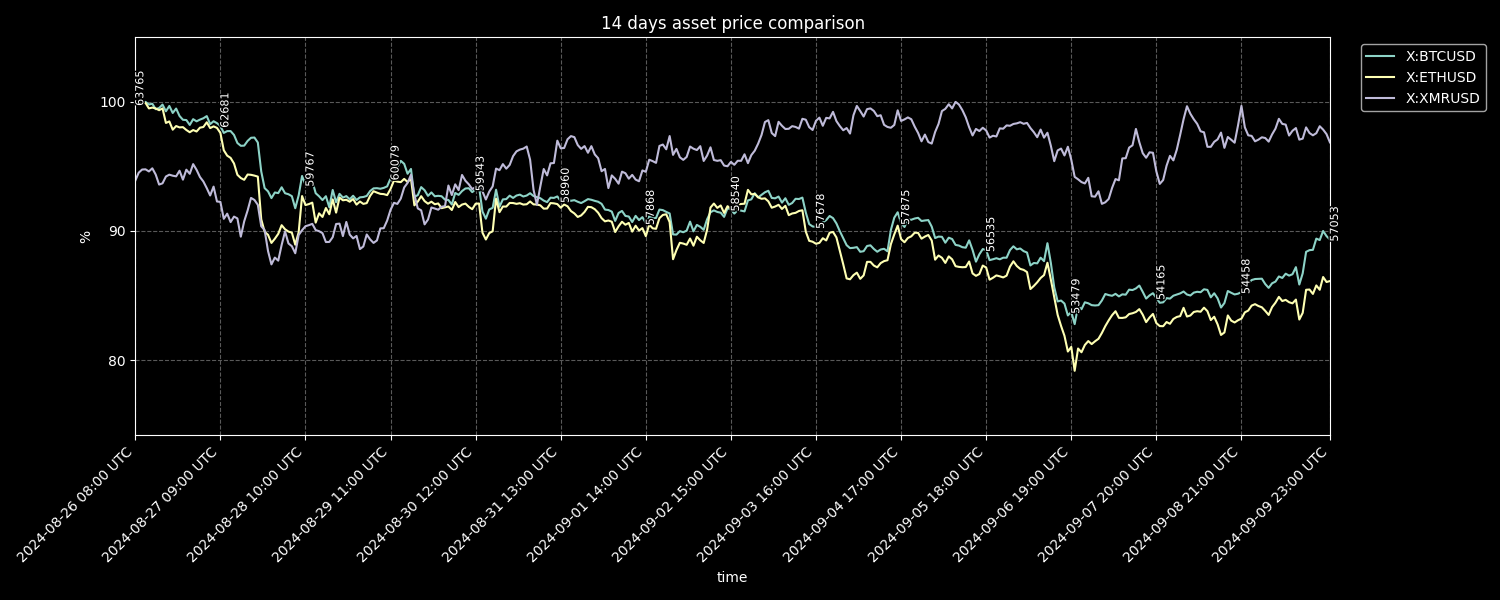 14 days asset price comparison
X:BTCUSD
X:ETHUSD
X:XMRUSD
100
90
80
%
63765
62681
59767
60079
59543
58960
57868
58540
57678
57875
56535
53479
54165
54458
57053
2024-08-26 08:00 UTC
2024-08-27 09:00 UTC
2024-08-28 10:00 UTC
2024-08-29 11:00 UTC
2024-08-30 12:00 UTC
2024-08-31 13:00 UTC
2024-09-01 14:00 UTC
2024-09-02 15:00 UTC
2024-09-03 16:00 UTC
2024-09-04 17:00 UTC
2024-09-05 18:00 UTC
2024-09-06 19:00 UTC
2024-09-07 20:00 UTC
2024-09-08 21:00 UTC
2024-09-09 23:00 UTC
time